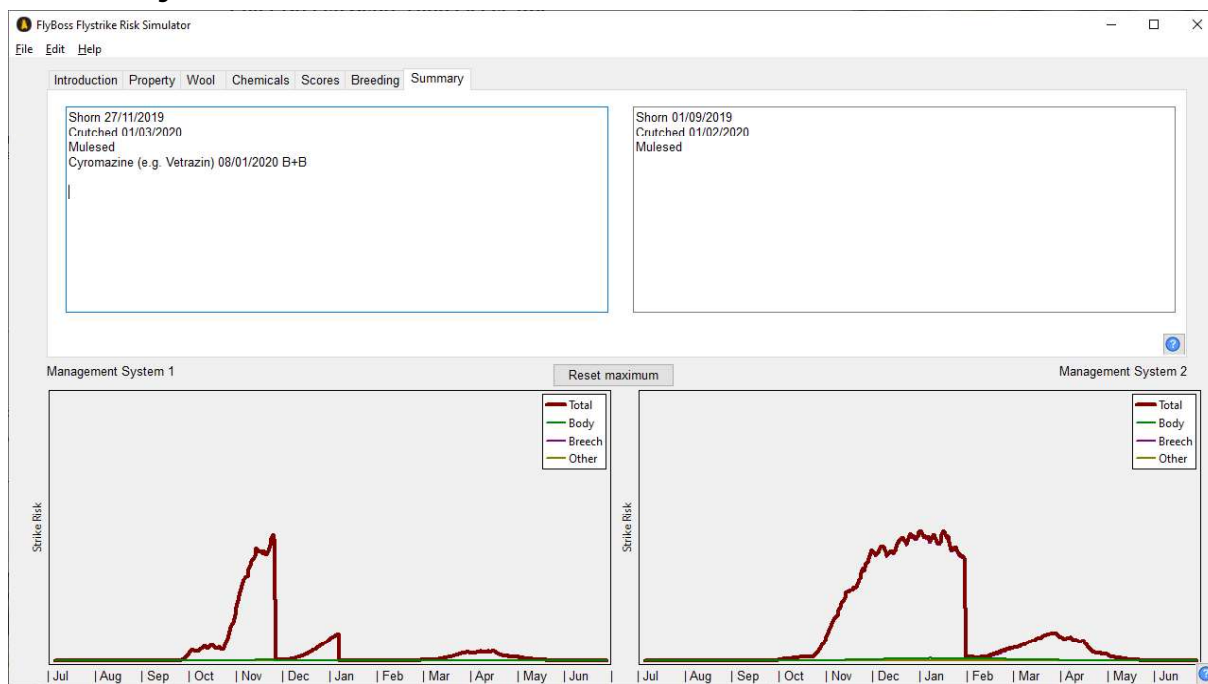 FlyBoss Flystrike Risk Simulator
File Edit Help
Introduction Property Wool Chemicals Scores Breeding Summary
Shorn 27/11/2019
Crutched 01/03/2020
Mulesed
Cyromazine (e.g. Vetrazin) 08/01/2020 B+B
Shorn 01/09/2019
Crutched 01/02/2020
Mulesed
?
Management System 1
Reset maximum
Management System 2
Strike Risk
Total
Body
Breech
Other
| Jul | Aug | Sep | Oct | Nov | Dec | Jan | Feb | Mar | Apr | May | Jun |
Strike Risk
Total
Body
Breech
Other
| Jul | Aug | Sep | Oct | Nov | Dec | Jan | Feb | Mar | Apr | May | Jun
?